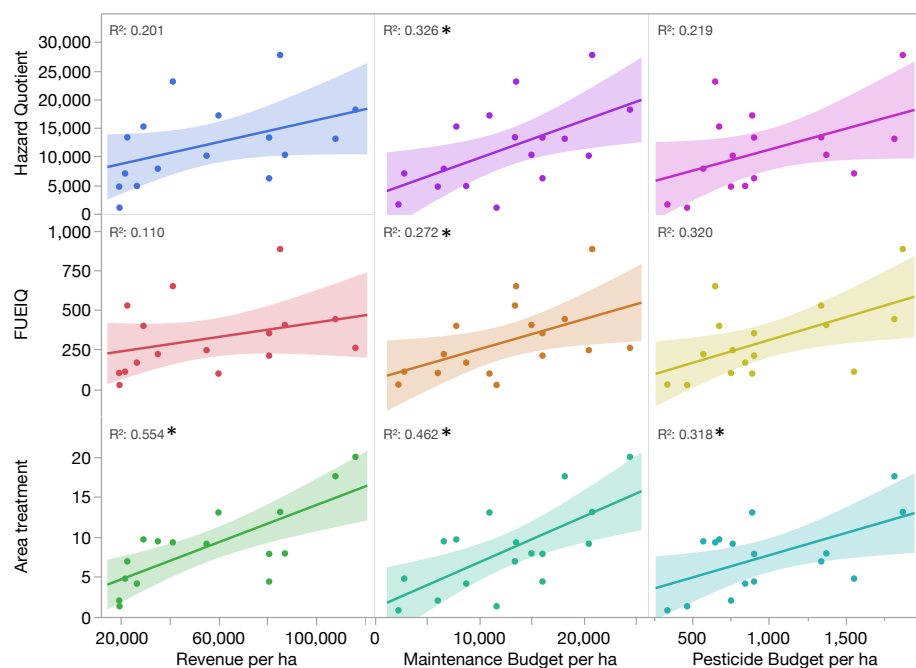 R²: 0.201
R²: 0.326 *
R²: 0.219
Hazard Quotient
30,000
25,000
20,000
15,000
10,000
5,000
0
R²: 0.110
R²: 0.272 *
R²: 0.320
FUEIQ
1,000
750
500
250
0
R²: 0.554 *
R²: 0.462 *
R²: 0.318 *
Area treatment
20
15
10
5
0
20,000 60,000 100,000 0 10,000 20,000 500 1,000 1,500
Revenue per ha Maintenance Budget per ha Pesticide Budget per ha